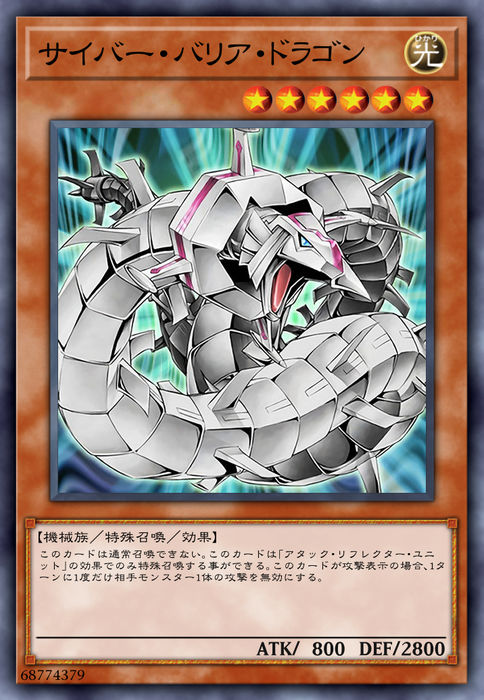 サイバー・バリア・ドラゴン
ひかり
光
【機械族／特殊召喚／効果】
このカードは通常召喚できない。このカードは「アタック・リフレクター・ユニ
ット」の効果でのみ特殊召喚する事ができる。このカードが攻撃表示の場合、1タ
ーンに1度だけ相手モンスター1体の攻撃を無効にする。
ATK/ 800 DEF/2800
68774379